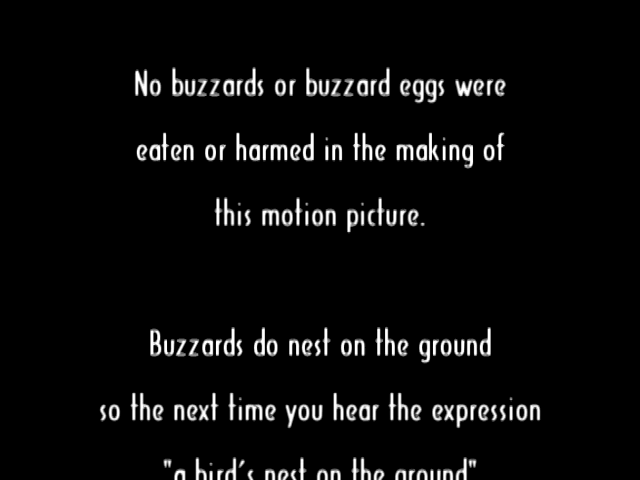 No buzzards or buzzard eggs were
eaten or harmed in the making of
this motion picture.
Buzzards do nest on the ground
so the next time you hear the expression
"a bird's nest on the ground"